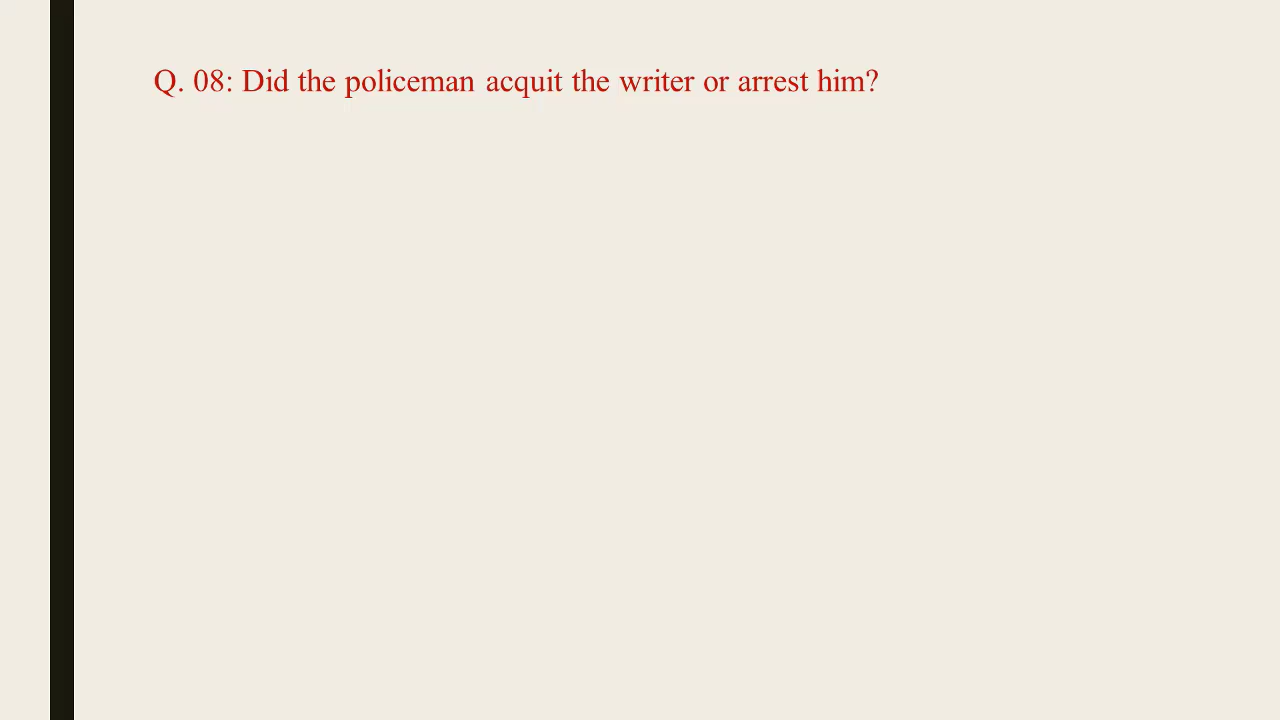 Q. 08: Did the policeman acquit the writer or arrest him?